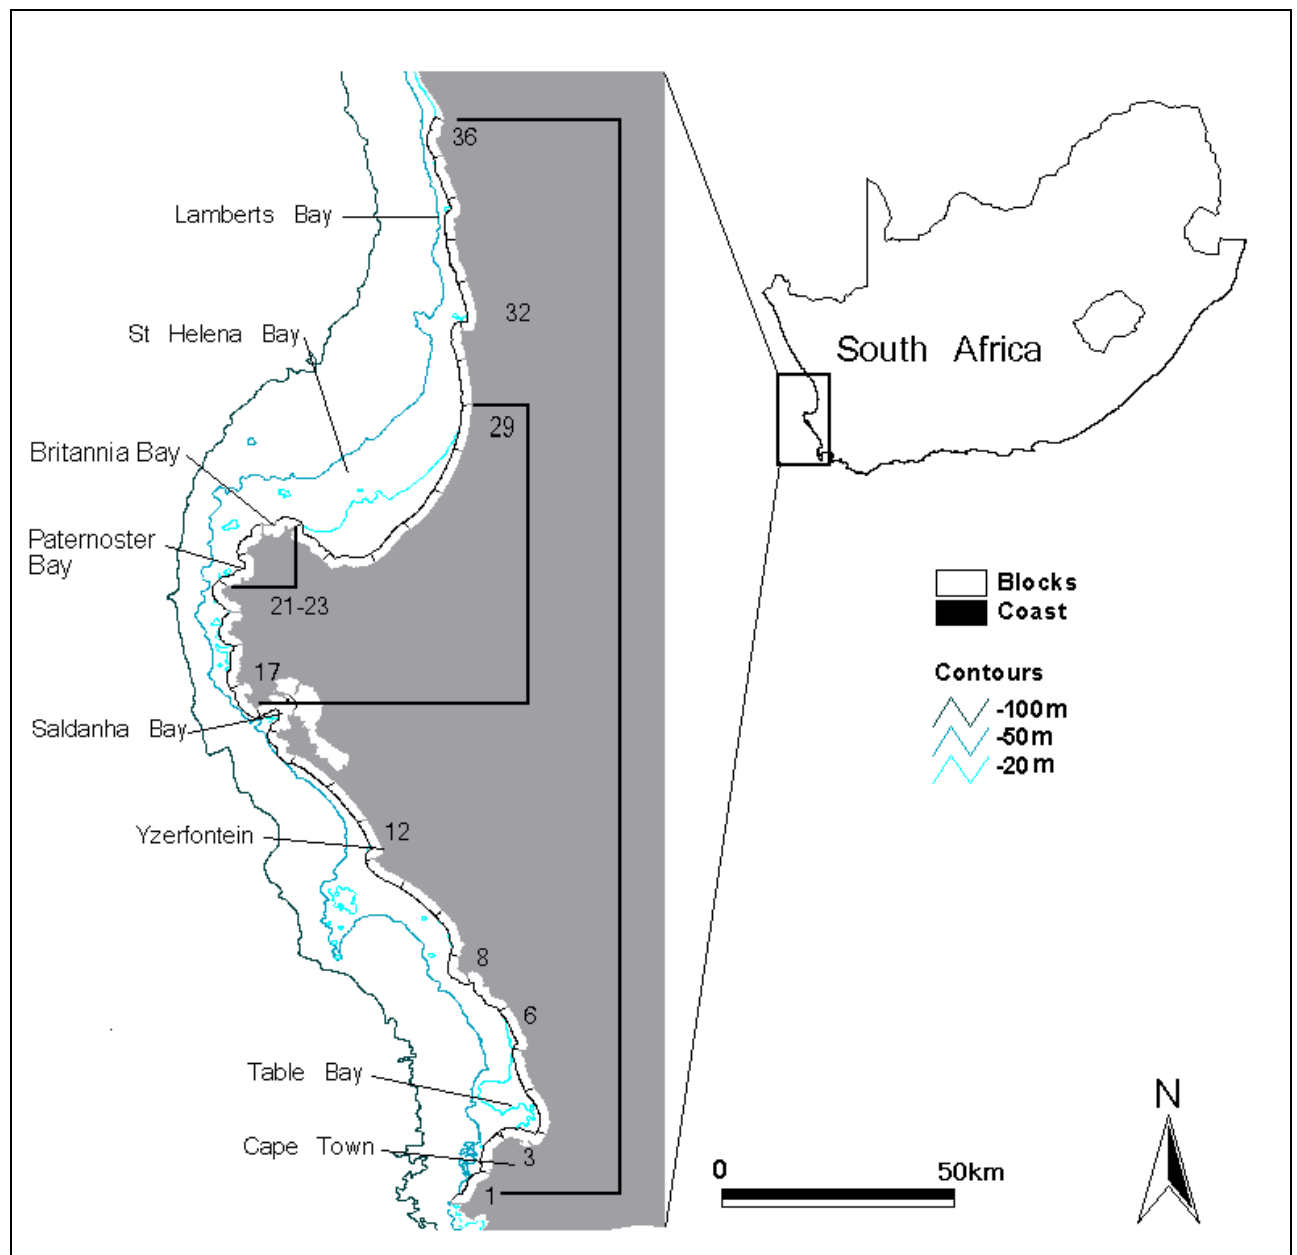 36
Lamberts Bay
32
St Helena Bay
South Africa
29
Britannia Bay
Paternoster
Bay
21-23
Blocks
Coast
17
Contours
-100m
Saldanha Bay
-50m
-20m
12
Yzerfontein
8
6
Table Bay
N
Cape Town
3
0
50km
1